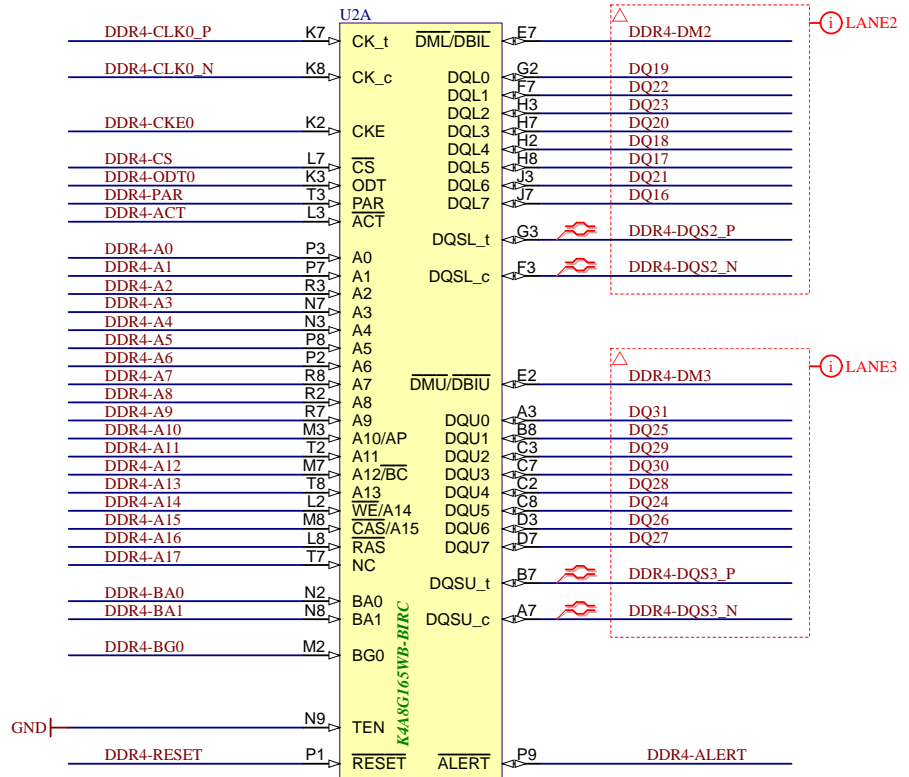 U2A
DDR4-CLK0_P K7 CK_t DML/DBIL E7 DDR4-DM2 LANE2
DDR4-CLK0_N K8 CK_c DQL0 G2 DQ19
DQL1 F7 DQ22
DQL2 H3 DQ23
DDR4-CKE0 K2 CKE DQL3 H7 DQ20
DQL4 H2 DQ18
DDR4-CS L7 CS DQL5 H8 DQ17
DDR4-ODT0 K3 ODT DQL6 J3 DQ21
DDR4-PAR T3 PAR DQL7 J7 DQ16
DDR4-ACT L3 ACT
DQSL_t G3 DDR4-DQS2_P
DDR4-A0 P3 A0
DDR4-A1 P7 A1 DQSL_c F3 DDR4-DQS2_N
DDR4-A2 R3 A2
DDR4-A3 N7 A3
DDR4-A4 N3 A4
DDR4-A5 P8 A5
DDR4-A6 P2 A6 LANE3
DDR4-A7 R8 A7 DMU/DBIU E2 DDR4-DM3
DDR4-A8 R2 A8
DDR4-A9 R7 A9 DQU0 A3 DQ31
DDR4-A10 M3 A10/AP DQU1 B8 DQ25
DDR4-A11 T2 A11 DQU2 C3 DQ29
DDR4-A12 M7 A12/BC DQU3 C7 DQ30
DDR4-A13 T8 A13 DQU4 C2 DQ28
DDR4-A14 L2 WE/A14 DQU5 C8 DQ24
DDR4-A15 M8 CAS/A15 DQU6 D3 DQ26
DDR4-A16 L8 RAS DQU7 D7 DQ27
DDR4-A17 T7 NC
DQSU_t B7 DDR4-DQS3_P
DDR4-BA0 N2 BA0
DDR4-BA1 N8 BA1 DQSU_c A7 DDR4-DQS3_N
DDR4-BG0 M2 BG0
K4A8G165WB-BIRC
GND N9 TEN
DDR4-RESET P1 RESET ALERT P9 DDR4-ALERT